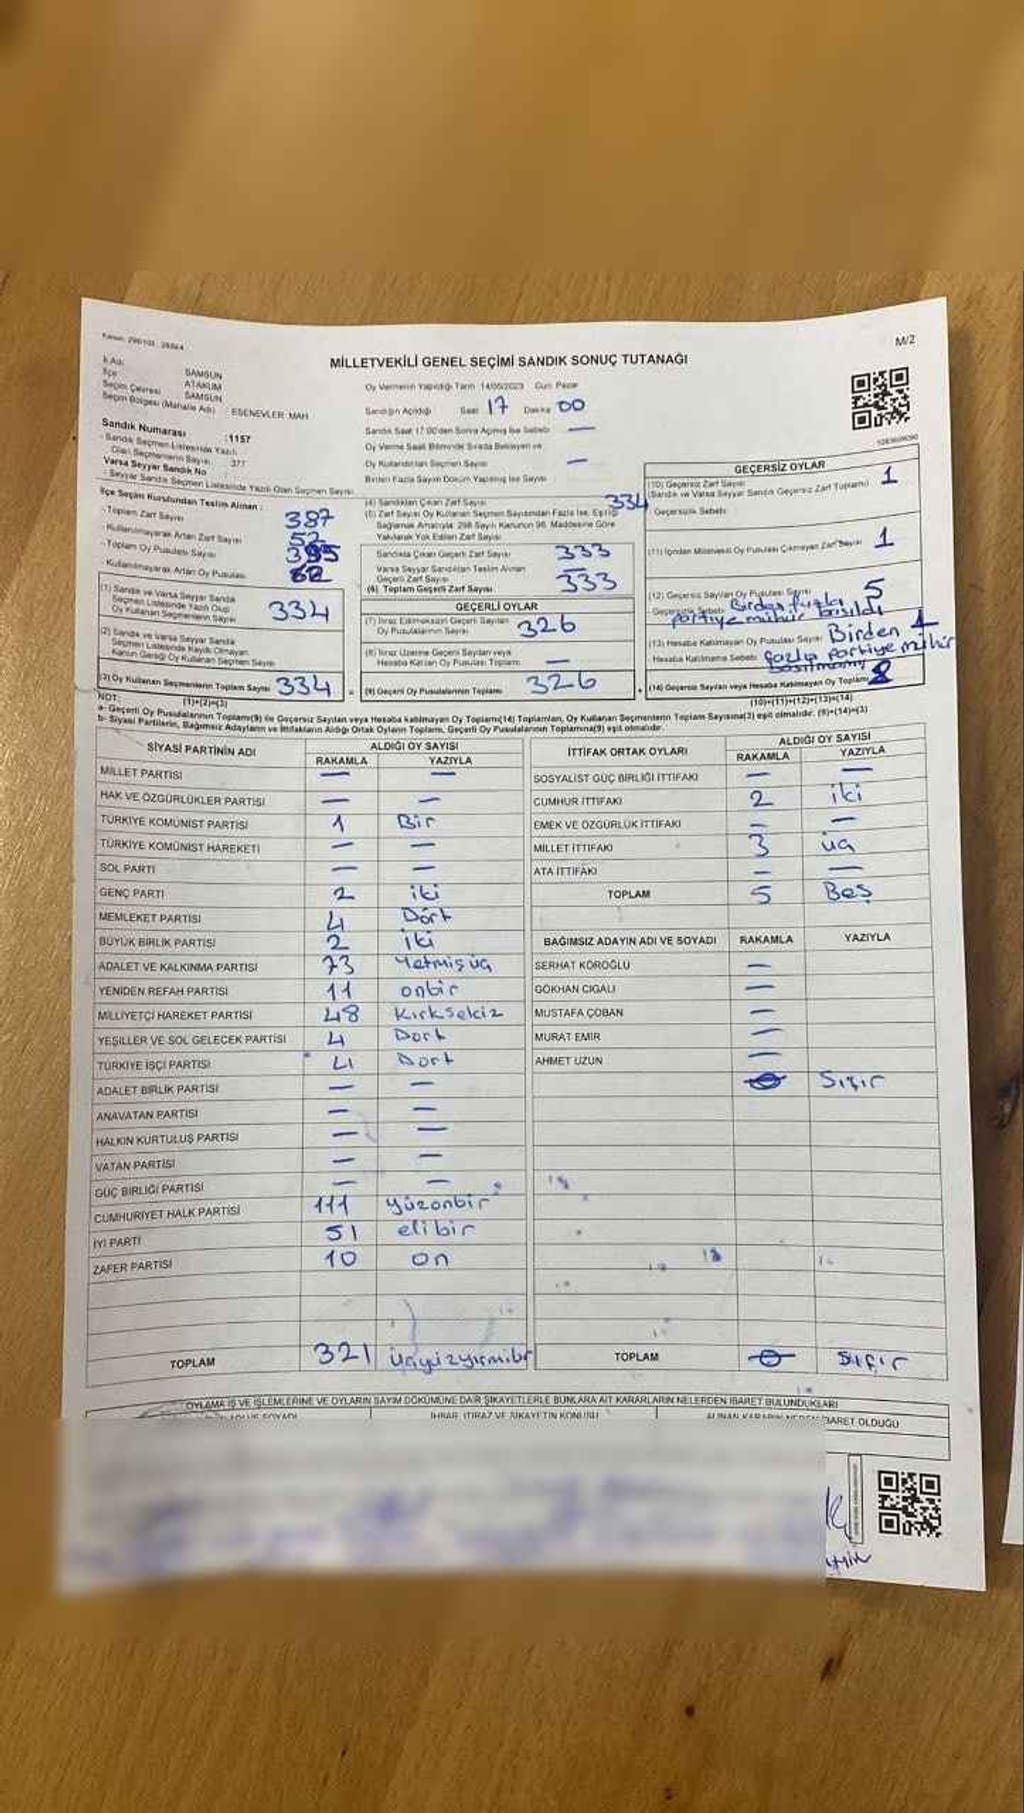 M/2
MİLLETVEKİLİ GENEL SEÇİMİ SANDIK SONUÇ TUTANAĞI
İl Adı: SAMSUN
İlçe ATAKUM
Seçim Çevresi SAMSUN
Seçim Bölgesi (Mahalle Adı) : ESENEVLER MAH
Sandık Numarası :1157
- Sandık Seçmen Listesinde Yazılı
Olan Seçmenlerin Sayısı 377
Varsa Seyyar Sandık No
- Seyyar Sandık Seçmen Listesinde Yazılı Olan Seçmen Sayısı
Oy Vermenin Yapıldığı Tarih 14/05/2023 Gün Pazar
Sandığın Açıldığı Saat 17 Dakika 00
Sandık Saat 17.00'den Sonra Açılmış İse Sebebi —
Oy Verme Saati Bitiminde Sırada Bekleyen ve
Oy Kullandırılan Seçmen Sayısı —
Birden Fazla Sayım Döküm Yapılmış İse Sayısı
İlçe Seçim Kurulundan Teslim Alınan :
- Toplam Zarf Sayısı 387
- Kullanılmayarak Artan Zarf Sayısı 52
- Toplam Oy Pusulası Sayısı
- Kullanılmayarak Artan Oy Pusulası
(1) Sandık ve Varsa Seyyar Sandık
Seçmen Listesinde Yazılı Olup
Oy Kullanan Seçmenlerin Sayısı 334
(2) Sandık ve Varsa Seyyar Sandık
Seçmen Listesinde Kaydı Olmayan
Kanun Gereği Oy Kullanan Seçmen Sayısı
(3) Oy Kullanan Seçmenlerin Toplam Sayısı 334
(1)+(2)=(3)
(4) Sandıktan Çıkan Zarf Sayısı 334
(5) Zarf Sayısı Oy Kullanan Seçmen Sayısından Fazla İse, Eşitliği
Sağlamak Amacıyla 298 Sayılı Kanunun 98. Maddesine Göre
Yakılarak Yok Edilen Zarf Sayısı
Sandıkta Çıkan Geçerli Zarf Sayısı 333
Varsa Seyyar Sandıktan Teslim Alınan
Geçerli Zarf Sayısı —
(6) Toplam Geçerli Zarf Sayısı 333
GEÇERLİ OYLAR
(7) İtiraz Edilmeksizin Geçerli Sayılan
Oy Pusulalarının Sayısı 326
(8) İtiraz Üzerine Geçerli Sayılan veya
Hesaba Katılan Oy Pusulası Toplamı —
(9) Geçerli Oy Pusulalarının Toplamı 326
GEÇERSİZ OYLAR
(10) Geçersiz Zarf Sayısı
(Sandık ve Varsa Seyyar Sandık Geçersiz Zarf Toplamı) 1
Geçersizlik Sebebi
(11) İçinden Milletvekili Oy Pusulası Çıkmayan Zarf Sayısı 1
(12) Geçersiz Sayılan Oy Pusulası Sayısı 5
Geçersizlik Sebebi Birden fazla
partiye mühür basıldı
(13) Hesaba Katılmayan Oy Pusulası Sayısı Birden 1
Hesaba Katılmama Sebebi fazla partiye mühür
(14) Geçersiz Sayılan veya Hesaba Katılmayan Oy Toplamı 8
(10)+(11)+(12)+(13)=(14)
NOT:
a- Geçerli Oy Pusulalarının Toplamı(9) ile Geçersiz Sayılan veya Hesaba Katılmayan Oy Toplamı(14) Toplamları, Oy Kullanan Seçmenlerin Toplam Sayısına(3) eşit olmalıdır. (9)+(14)=(3)
b- Siyasi Partilerin, Bağımsız Adayların ve İttifakların Aldığı Ortak Oyların Toplamı, Geçerli Oy Pusulalarının Toplamına(9) eşit olmalıdır.
SİYASİ PARTİNİN ADI ALDIĞI OY SAYISI
RAKAMLA YAZIYLA
MİLLET PARTİSİ — —
HAK VE ÖZGÜRLÜKLER PARTİSİ — —
TÜRKİYE KOMÜNİST PARTİSİ 1 Bir
TÜRKİYE KOMÜNİST HAREKETİ — —
SOL PARTİ — —
GENÇ PARTİ 2 iki
MEMLEKET PARTİSİ 4 Dört
BÜYÜK BİRLİK PARTİSİ 2 iki
ADALET VE KALKINMA PARTİSİ 73 Yetmişüç
YENİDEN REFAH PARTİSİ 11 onbir
MİLLİYETÇİ HAREKET PARTİSİ 48 Kırksekiz
YEŞİLLER VE SOL GELECEK PARTİSİ 4 Dört
TÜRKİYE İŞÇİ PARTİSİ 4 Dört
ADALET BİRLİK PARTİSİ — —
ANAVATAN PARTİSİ — —
HALKIN KURTULUŞ PARTİSİ — —
VATAN PARTİSİ — —
GÜÇ BİRLİĞİ PARTİSİ — —
CUMHURİYET HALK PARTİSİ 111 yüzonbir
İYİ PARTİ 51 elibir
ZAFER PARTİSİ 10 on
TOPLAM 321 üçyüzyirmibir
İTTİFAK ORTAK OYLARI ALDIĞI OY SAYISI
RAKAMLA YAZIYLA
SOSYALİST GÜÇ BİRLİĞİ İTTİFAKI — —
CUMHUR İTTİFAKI 2 iki
EMEK VE ÖZGÜRLÜK İTTİFAKI — —
MİLLET İTTİFAKI 3 üç
ATA İTTİFAKI — —
TOPLAM 5 Beş
BAĞIMSIZ ADAYIN ADI VE SOYADI RAKAMLA YAZIYLA
SERHAT KÖROĞLU —
GÖKHAN CIGALI —
MUSTAFA ÇOBAN —
MURAT EMİR —
AHMET UZUN —
0 Sıfır
TOPLAM 0 Sıfır
OYLAMA İŞ VE İŞLEMLERİNE VE OYLARIN SAYIM DÖKÜMÜNE DAİR ŞİKAYETLERLE BUNLARA AİT KARARLARIN NELERDEN İBARET BULUNDUKLARI
İHBAR, İTİRAZ VE ŞİKAYETİN KONUSU
İBARET OLDUĞU